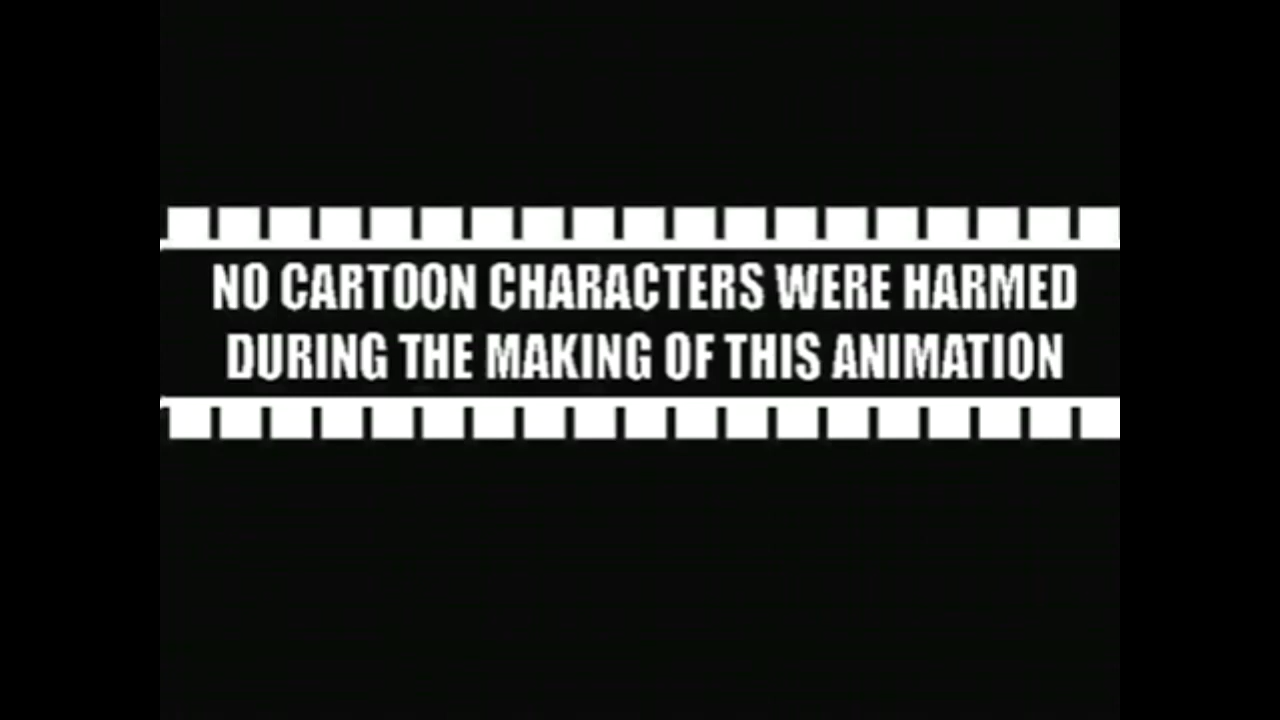 NO CARTOON CHARACTERS WERE HARMED
DURING THE MAKING OF THIS ANIMATION